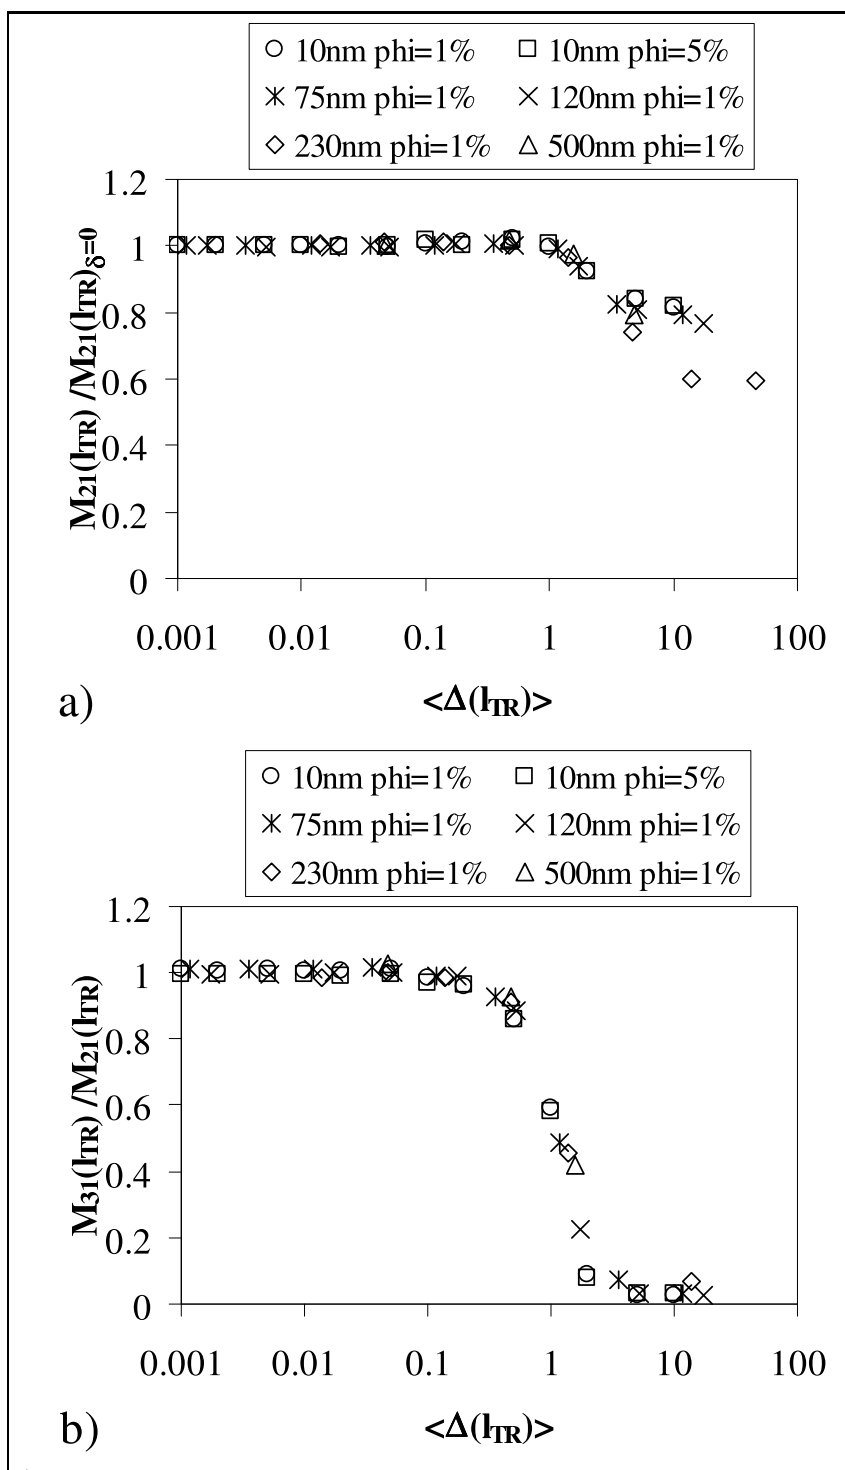 10nm phi=1% 10nm phi=5%
75nm phi=1% 120nm phi=1%
230nm phi=1% 500nm phi=1%
M21(lTR) /M21(lTR)δ=0
1.2
1
0.8
0.6
0.4
0.2
0
0.001 0.01 0.1 1 10 100
a) <Δ(lTR)>
10nm phi=1% 10nm phi=5%
75nm phi=1% 120nm phi=1%
230nm phi=1% 500nm phi=1%
M31(lTR) /M21(lTR)
1.2
1
0.8
0.6
0.4
0.2
0
0.001 0.01 0.1 1 10 100
b) <Δ(lTR)>